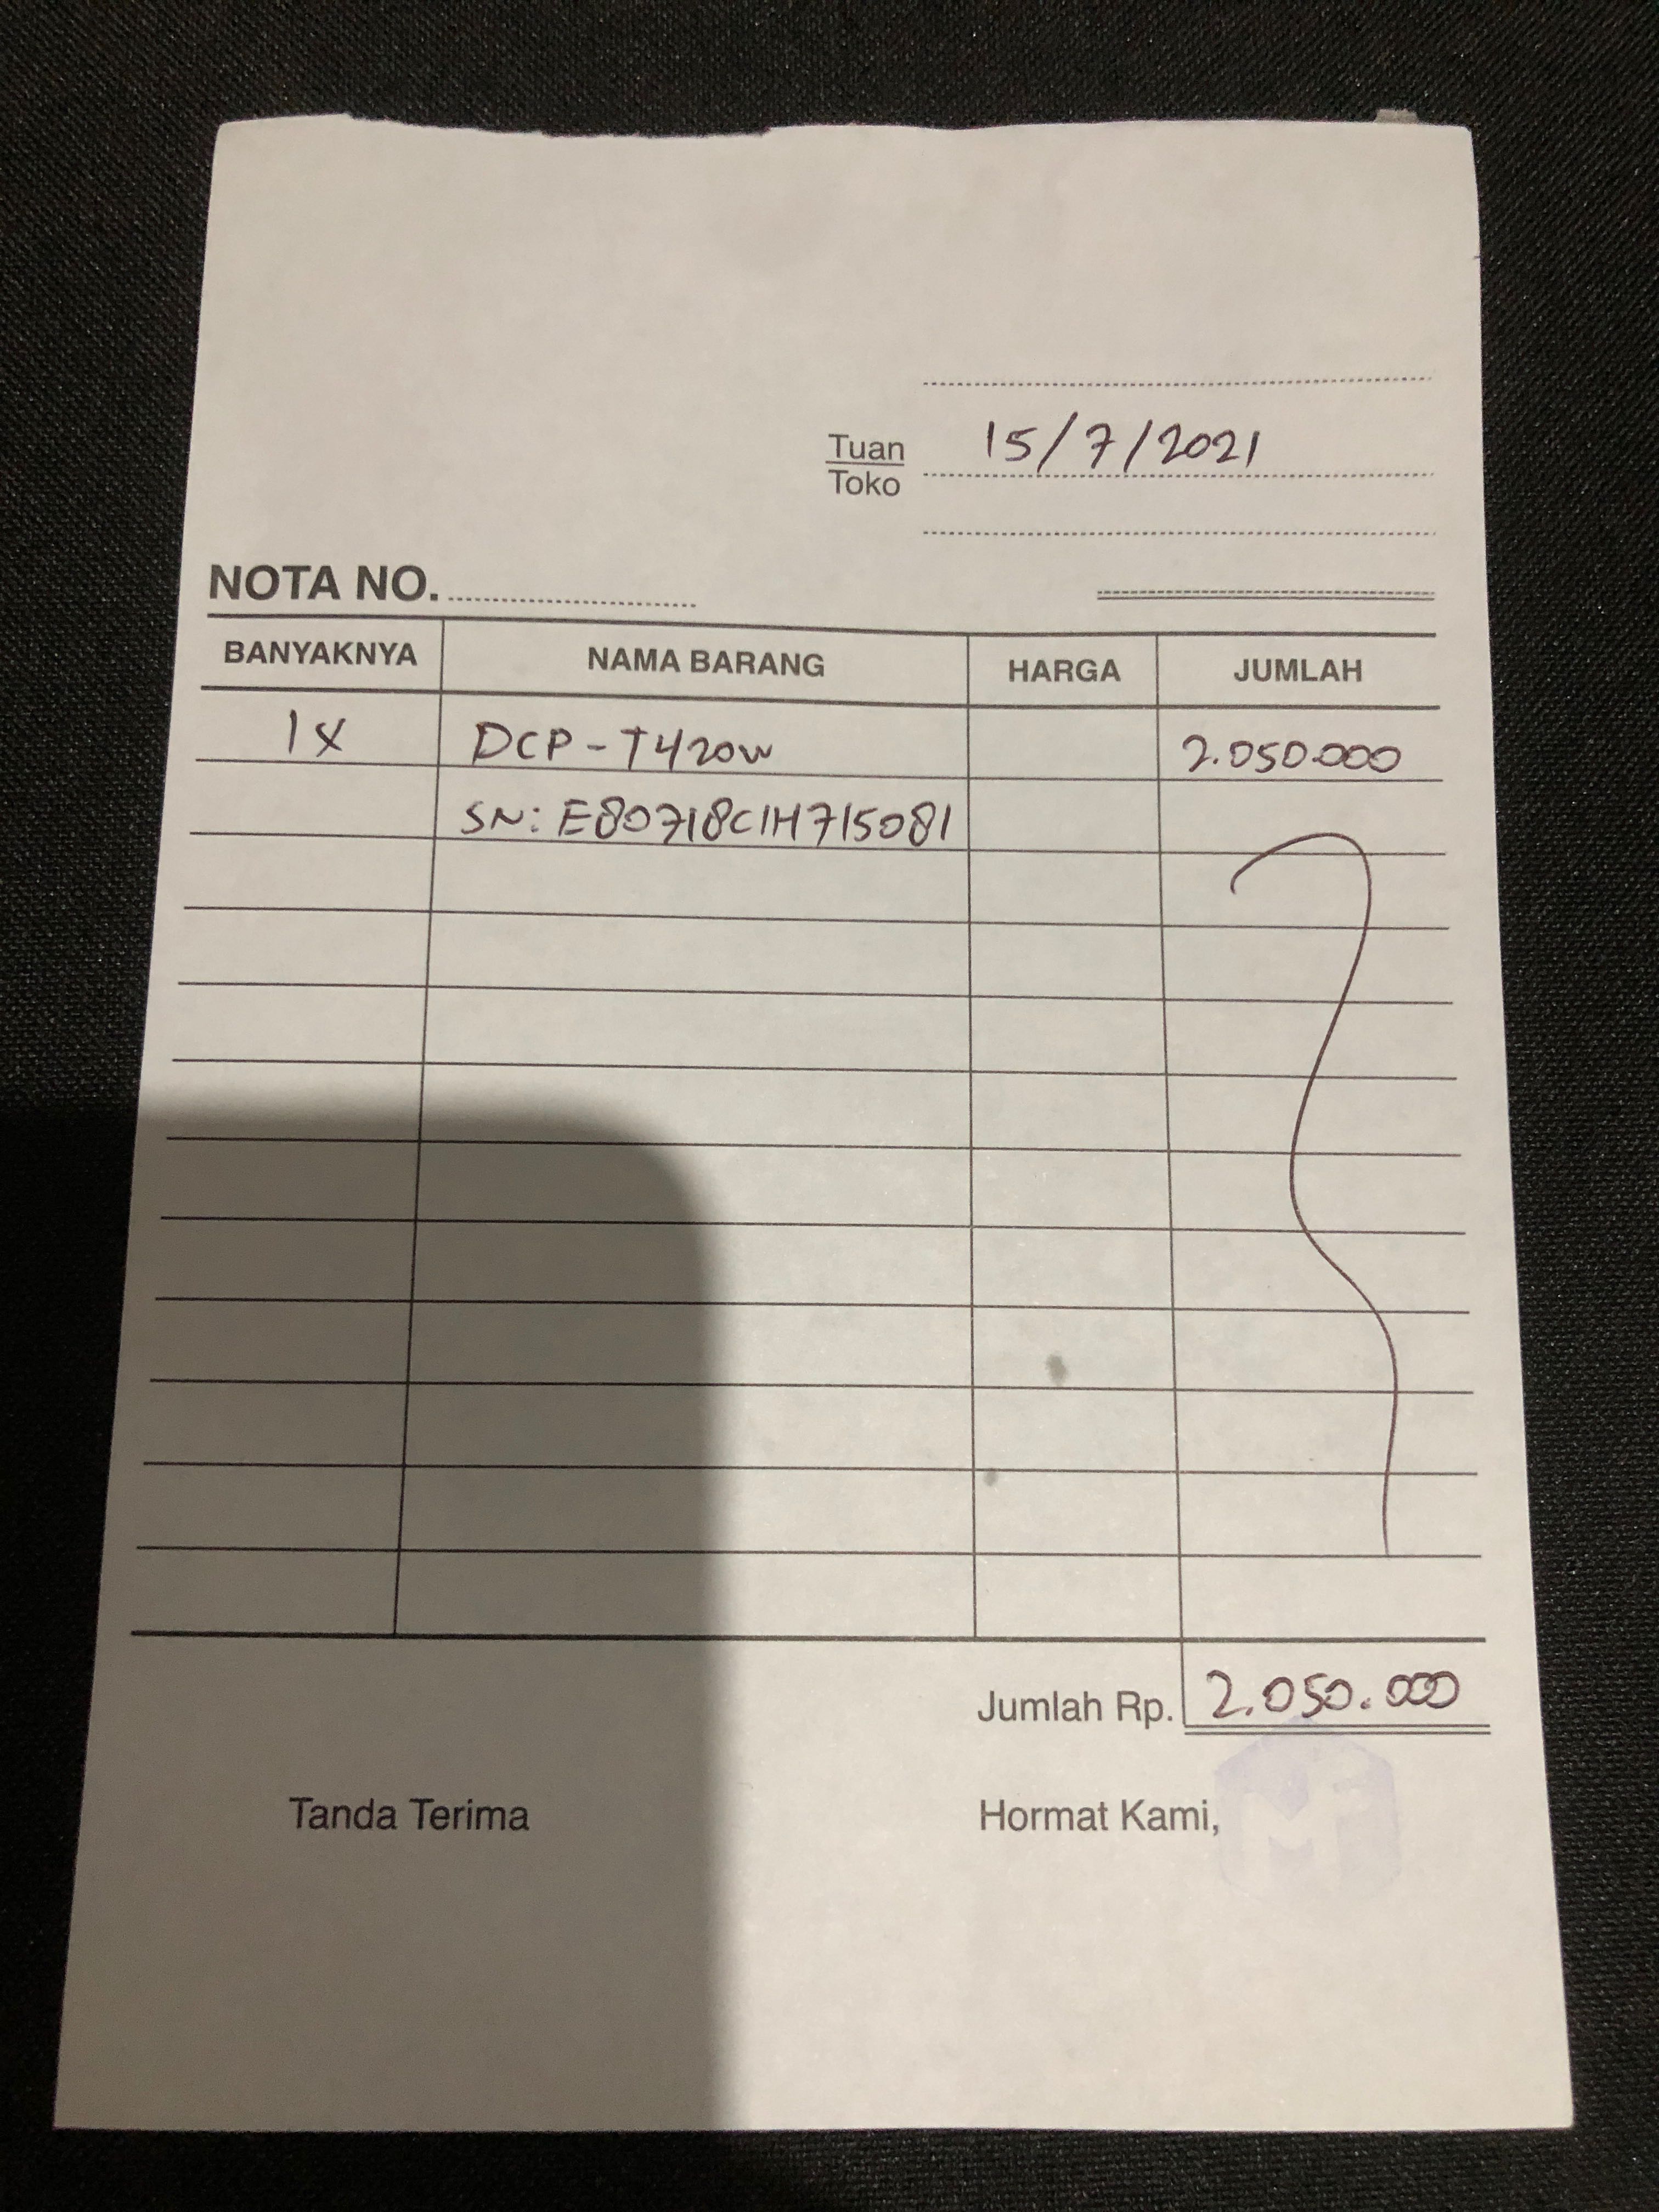 Tuan
Toko
15/7/2021
NOTA NO.
BANYAKNYA NAMA BARANG HARGA JUMLAH
1X DCP-T420W 2.050.000
SN: E80718C1H715081
Jumlah Rp. 2.050.000
Tanda Terima Hormat Kami,